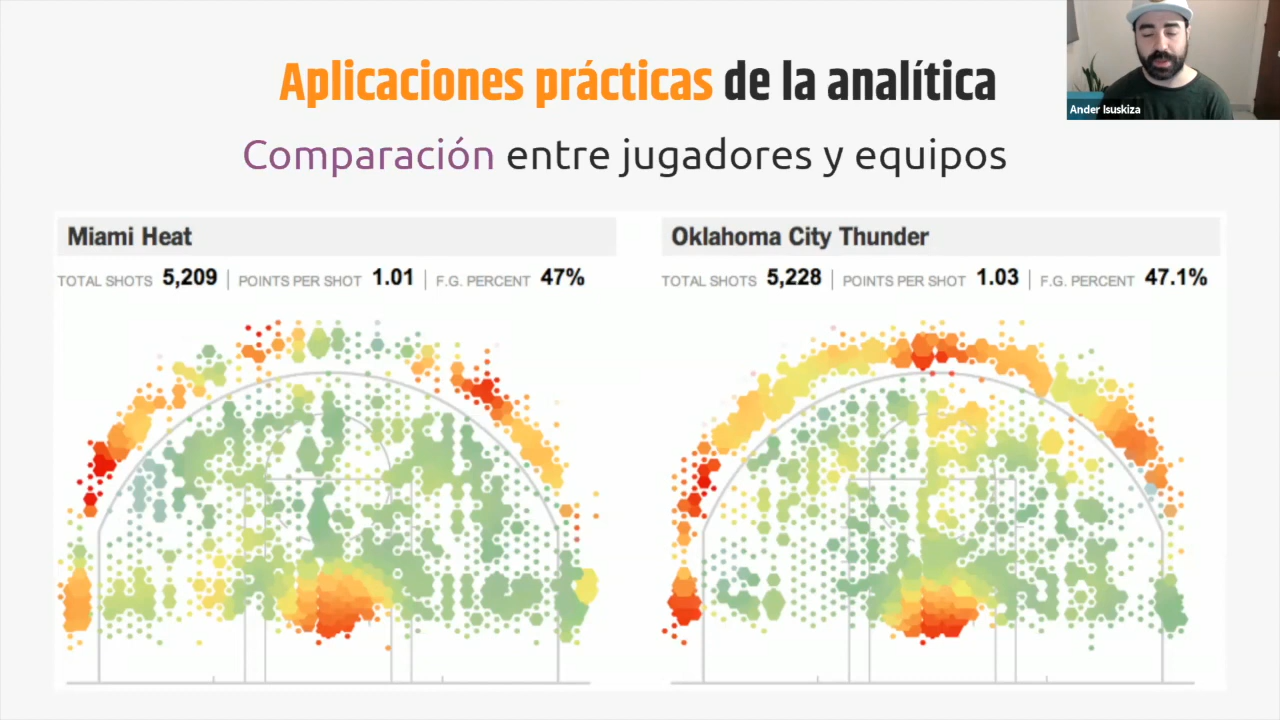 Aplicaciones prácticas de la analítica
Ander Isuskiza
Comparación entre jugadores y equipos
Miami Heat
TOTAL SHOTS 5,209 | POINTS PER SHOT 1.01 | F.G. PERCENT 47%
Oklahoma City Thunder
TOTAL SHOTS 5,228 | POINTS PER SHOT 1.03 | F.G. PERCENT 47.1%